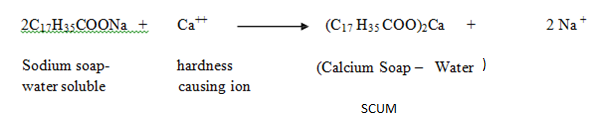 2C₁₇H₃₅COONa + Ca⁺⁺ ⟶ (C₁₇ H₃₅ COO)₂Ca + 2 Na⁺
Sodium soap- hardness (Calcium Soap – Water )
water soluble causing ion
SCUM